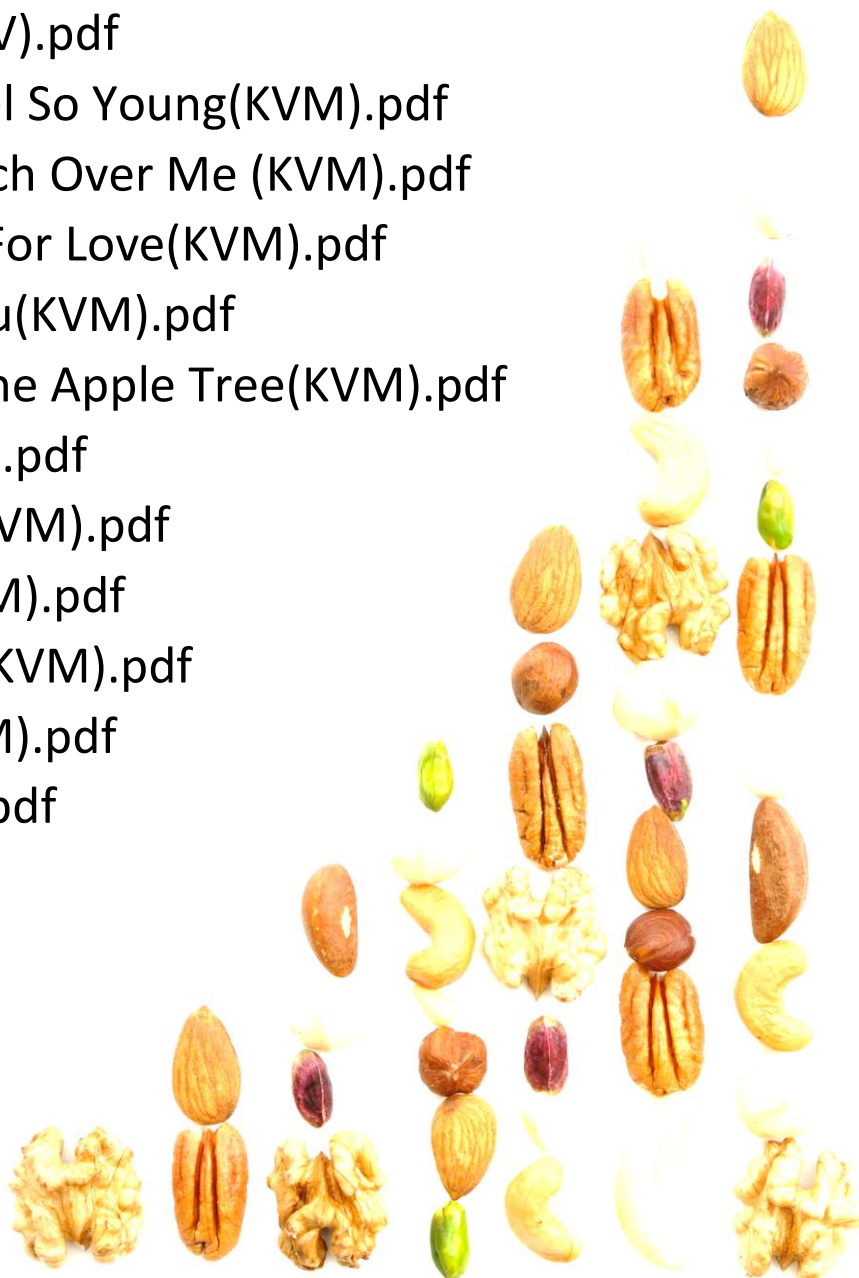 V).pdf
l So Young(KVM).pdf
ch Over Me (KVM).pdf
For Love(KVM).pdf
u(KVM).pdf
ne Apple Tree(KVM).pdf
.pdf
VM).pdf
M).pdf
KVM).pdf
M).pdf
pdf